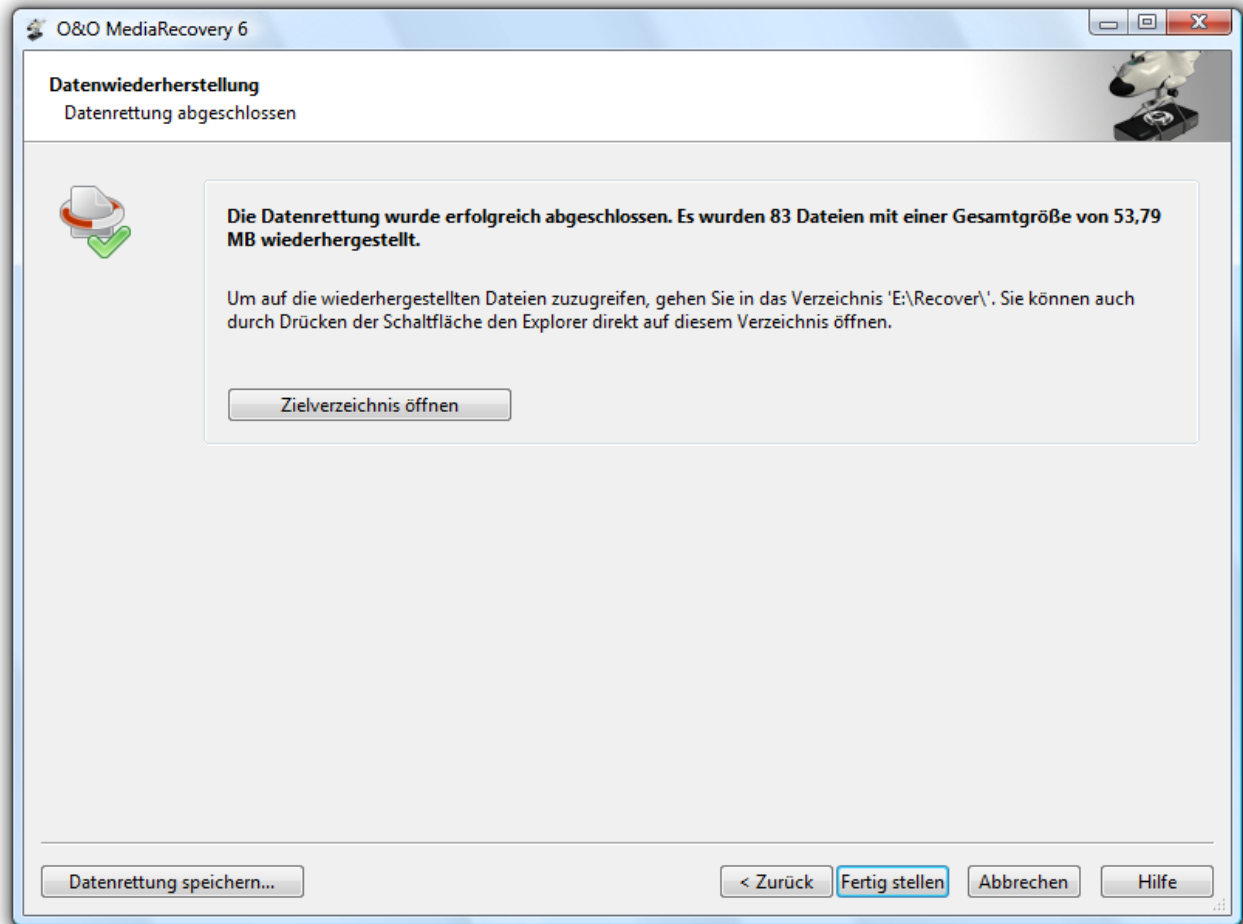 O&O MediaRecovery 6
Datenwiederherstellung
Datenrettung abgeschlossen
Die Datenrettung wurde erfolgreich abgeschlossen. Es wurden 83 Dateien mit einer Gesamtgröße von 53,79
MB wiederhergestellt.
Um auf die wiederhergestellten Dateien zuzugreifen, gehen Sie in das Verzeichnis 'E:\Recover\'. Sie können auch
durch Drücken der Schaltfläche den Explorer direkt auf diesem Verzeichnis öffnen.
Zielverzeichnis öffnen
Datenrettung speichern...
< Zurück
Fertig stellen
Abbrechen
Hilfe